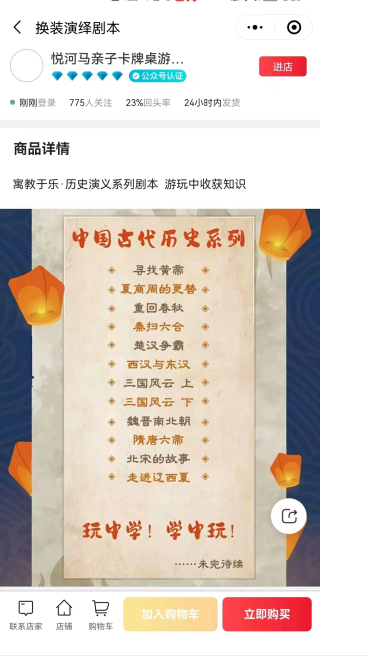 换装演绎剧本
悦河马亲子卡牌桌游…
公众号认证
进店
刚刚登录 775人关注 23%回头率 24小时内发货
商品详情
寓教于乐·历史演义系列剧本 游玩中收获知识
中国古代历史系列
寻找黄帝
夏商周的更替
重回春秋
秦扫六合
楚汉争霸
西汉与东汉
三国风云 上
三国风云 下
魏晋南北朝
隋唐六帝
北宋的故事
走进辽西夏
玩中学！学中玩！
……未完待续
联系店家 店铺 购物车 加入购物车 立即购买